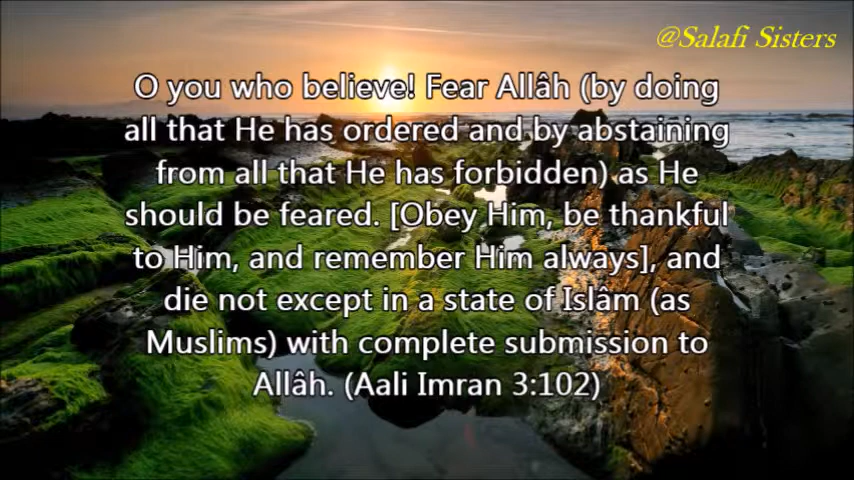 @Salafi Sisters
O you who believe! Fear Allâh (by doing
all that He has ordered and by abstaining
from all that He has forbidden) as He
should be feared. [Obey Him, be thankful
to Him, and remember Him always], and
die not except in a state of Islâm (as
Muslims) with complete submission to
Allâh. (Aali Imran 3:102)